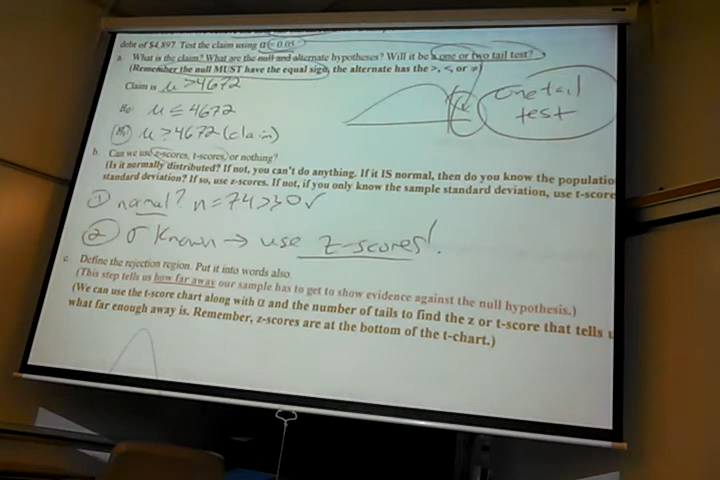 debt of $4,897. Test the claim using α = 0.05.
a. What is the claim? What are the null and alternate hypotheses? Will it be a one or two tail test?
(Remember the null MUST have the equal sign, the alternate has the >, <, or ≠)
Claim is μ > 4672
H₀: μ ≤ 4672
μ > 4672 (claim)
one tail
test
b. Can we use z-scores, t-scores, or nothing?
(Is it normally distributed? If not, you can't do anything. If it IS normal, then do you know the populatio
standard deviation? If so, use z-scores. If not, if you only know the sample standard deviation, use t-score
① normal? n = 74 > 30 ✓
② σ known → use z-scores!
c. Define the rejection region. Put it into words also.
(This step tells us how far away our sample has to get to show evidence against the null hypothesis.)
(We can use the t-score chart along with α and the number of tails to find the z or t-score that tells u
what far enough away is. Remember, z-scores are at the bottom of the t-chart.)